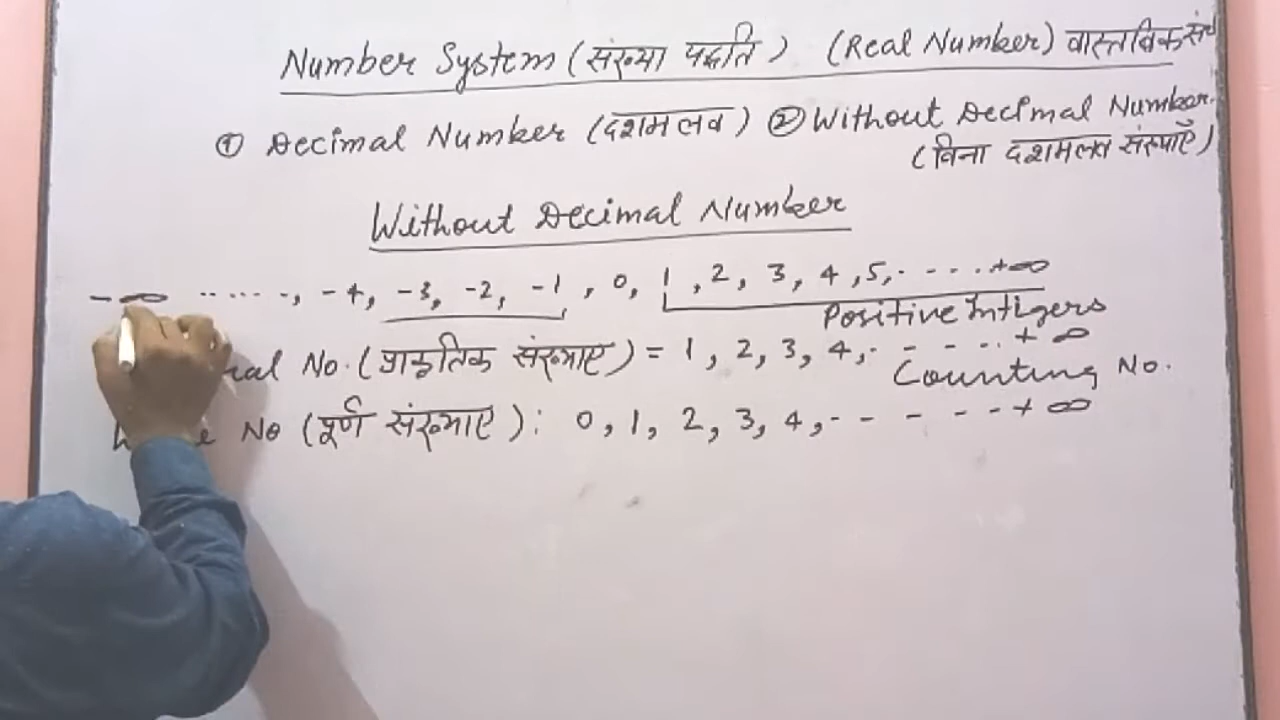 Number System (संख्या पद्धति) (Real Number) वास्तविक
① Decimal Number (दशमलव) ② Without Decimal Number.
(विना दशमलव संख्याएँ)
Without Decimal Number
-∞ ......, -4, -3, -2, -1, 0, 1, 2, 3, 4, 5, ......+∞
Positive Intigers
No. (प्राकृतिक संख्याए) = 1, 2, 3, 4, ......+ ∞
Counting No.
No (पूर्ण संख्याए) : 0, 1, 2, 3, 4, ......+ ∞